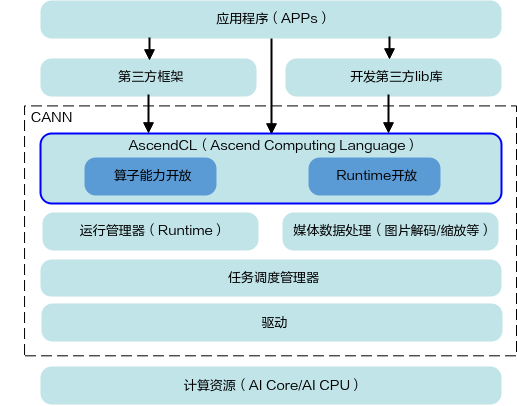 应用程序（APPs）
第三方框架
开发第三方lib库
CANN
AscendCL（Ascend Computing Language）
算子能力开放
Runtime开放
运行管理器（Runtime）
媒体数据处理（图片解码/缩放等）
任务调度管理器
驱动
计算资源（AI Core/AI CPU）